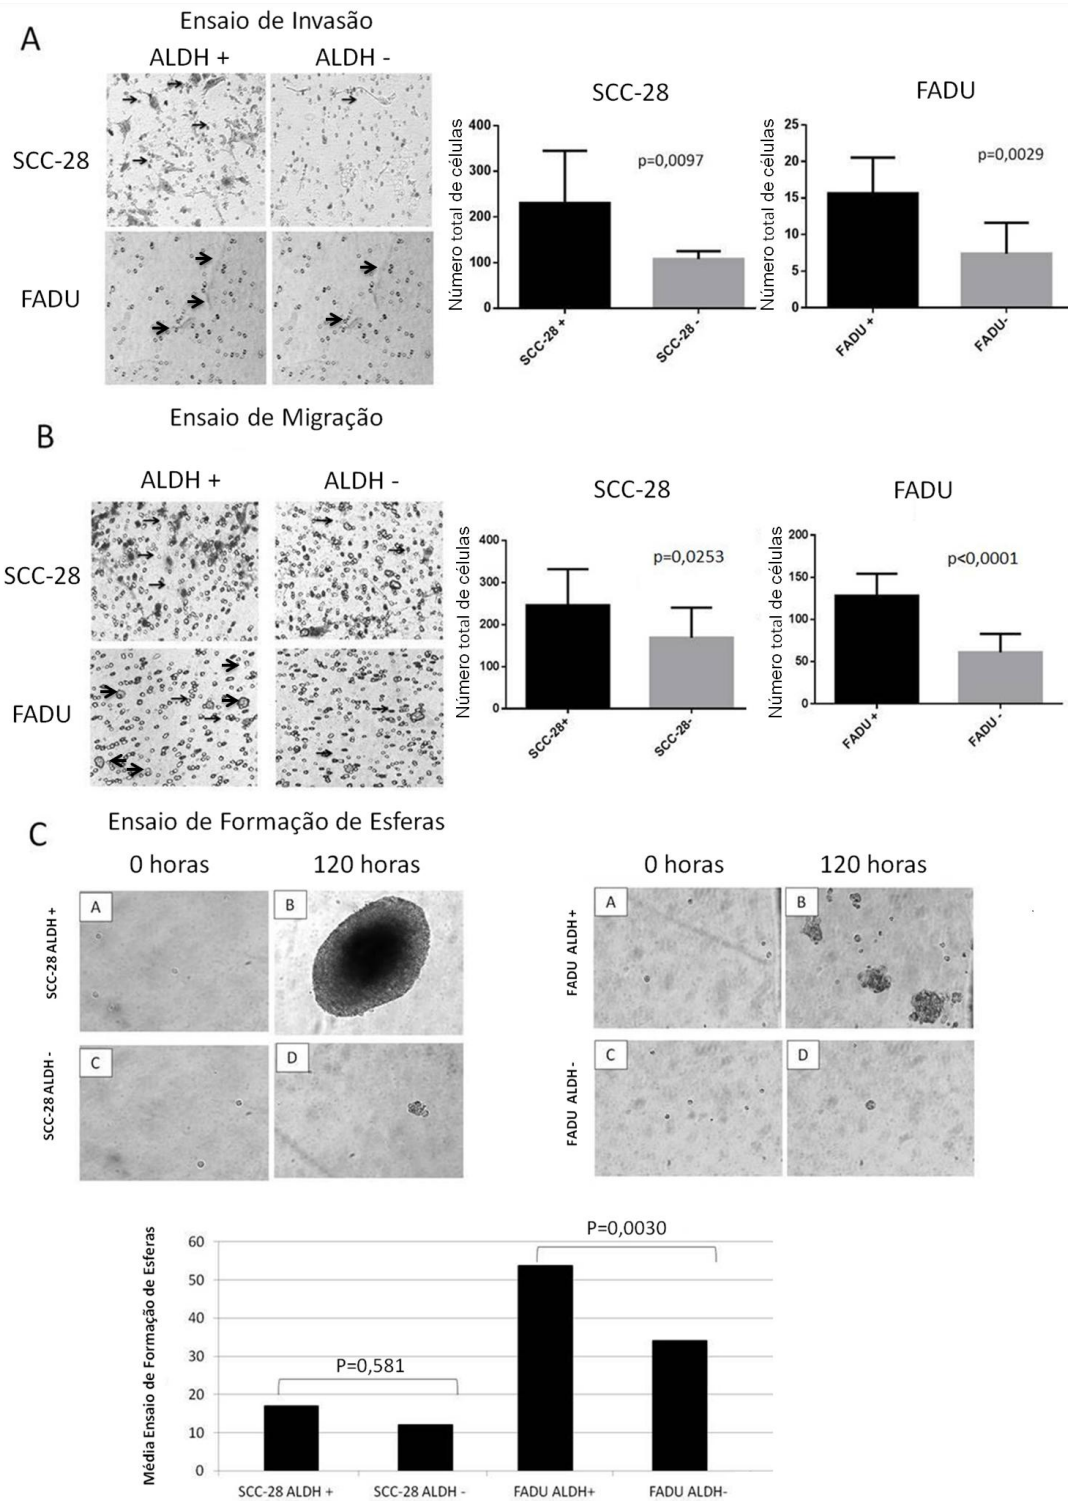 A
Ensaio de Invasão
ALDH +
ALDH -
SCC-28
FADU
SCC-28
Número total de células
400
300
200
100
0
p=0,0097
SCC-28 +
SCC-28 -
FADU
Número total de células
25
20
15
10
5
0
p=0,0029
FADU +
FADU-
B
Ensaio de Migração
ALDH +
ALDH -
SCC-28
FADU
SCC-28
Número total de células
400
300
200
100
0
p=0,0253
SCC-28+
SCC-28-
FADU
Número total de células
200
150
100
50
0
p<0,0001
FADU +
FADU -
C
Ensaio de Formação de Esferas
0 horas
120 horas
SCC-28 ALDH +
A
B
SCC-28 ALDH -
C
D
0 horas
120 horas
FADU ALDH+
A
B
FADU ALDH-
C
D
Média Ensaio de Formação de Esferas
60
50
40
30
20
10
0
P=0,581
P=0,0030
SCC-28 ALDH +
SCC-28 ALDH -
FADU ALDH+
FADU ALDH-